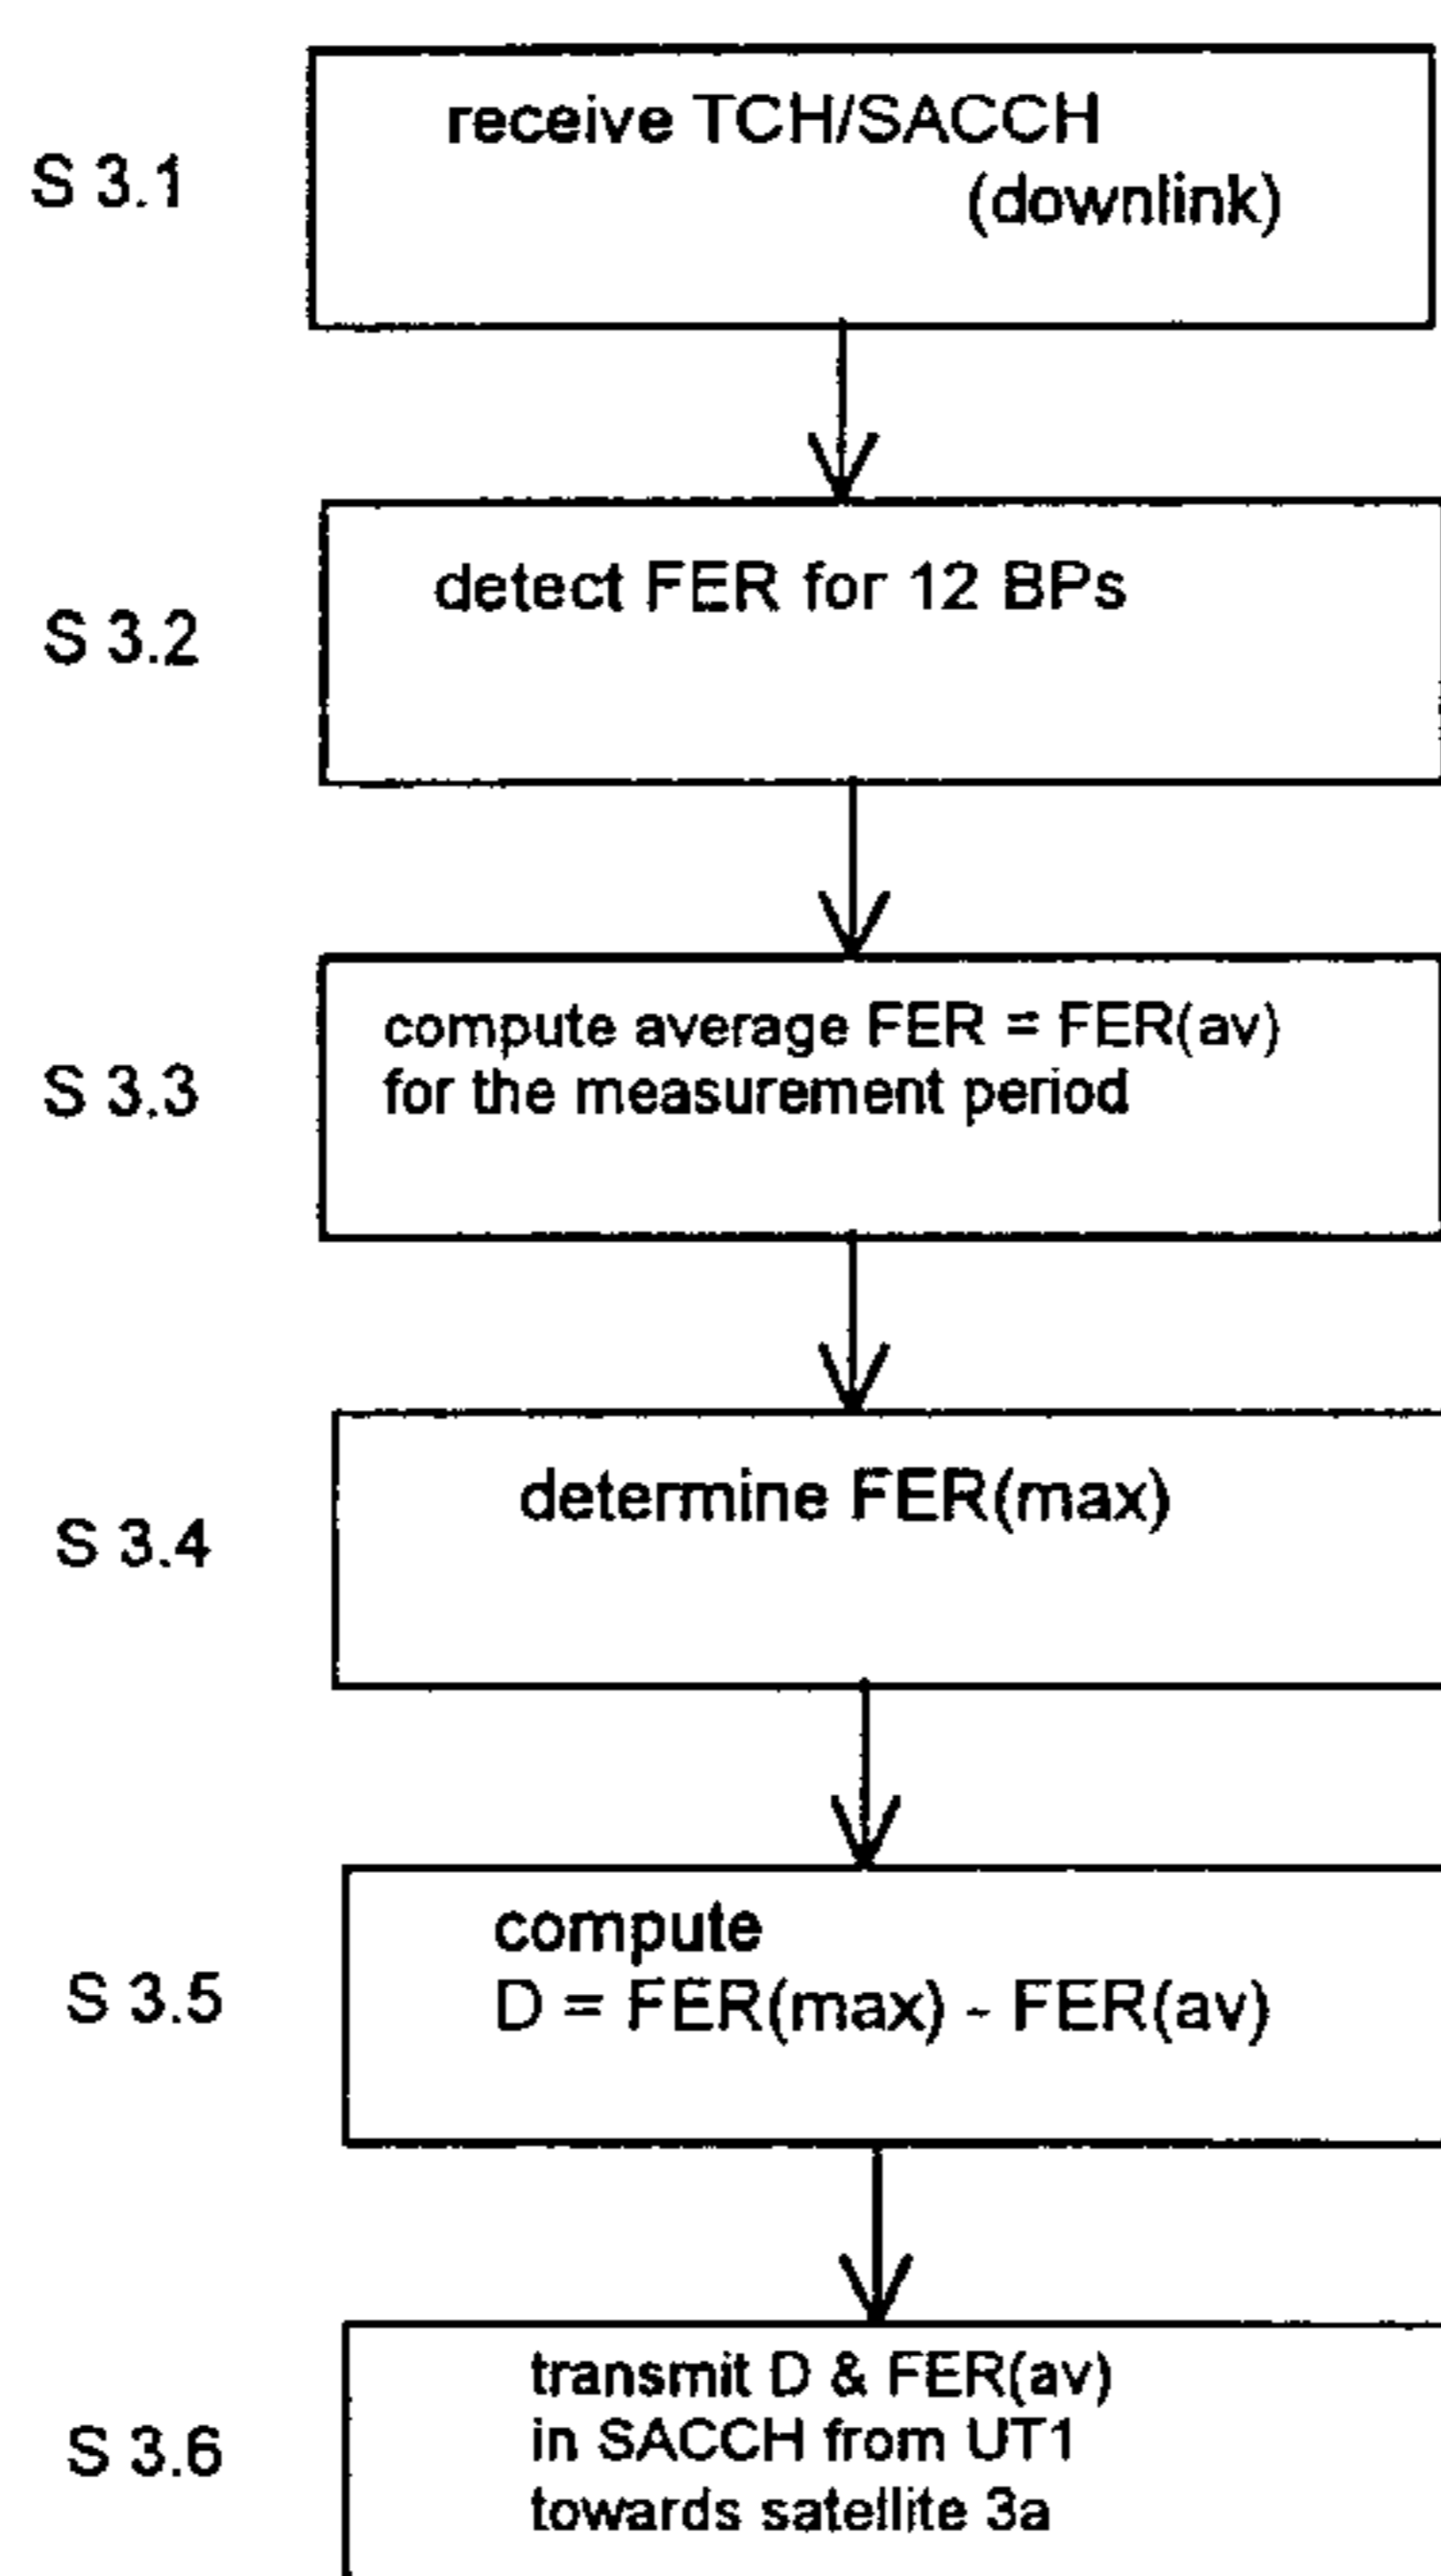 receive TCH/SACCH
S 3.1
(downlink)
detect FER for 12 BPs
S 3.2
compute average FER = FER(av)
S 3.3
for the measurement period
determine FER(max)
S 3.4
compute
S 3.5
D = FER(max) - FER(av)
transmit D & FER(av)
S 3.6
in SACCH from UT1
towards satellite 3a